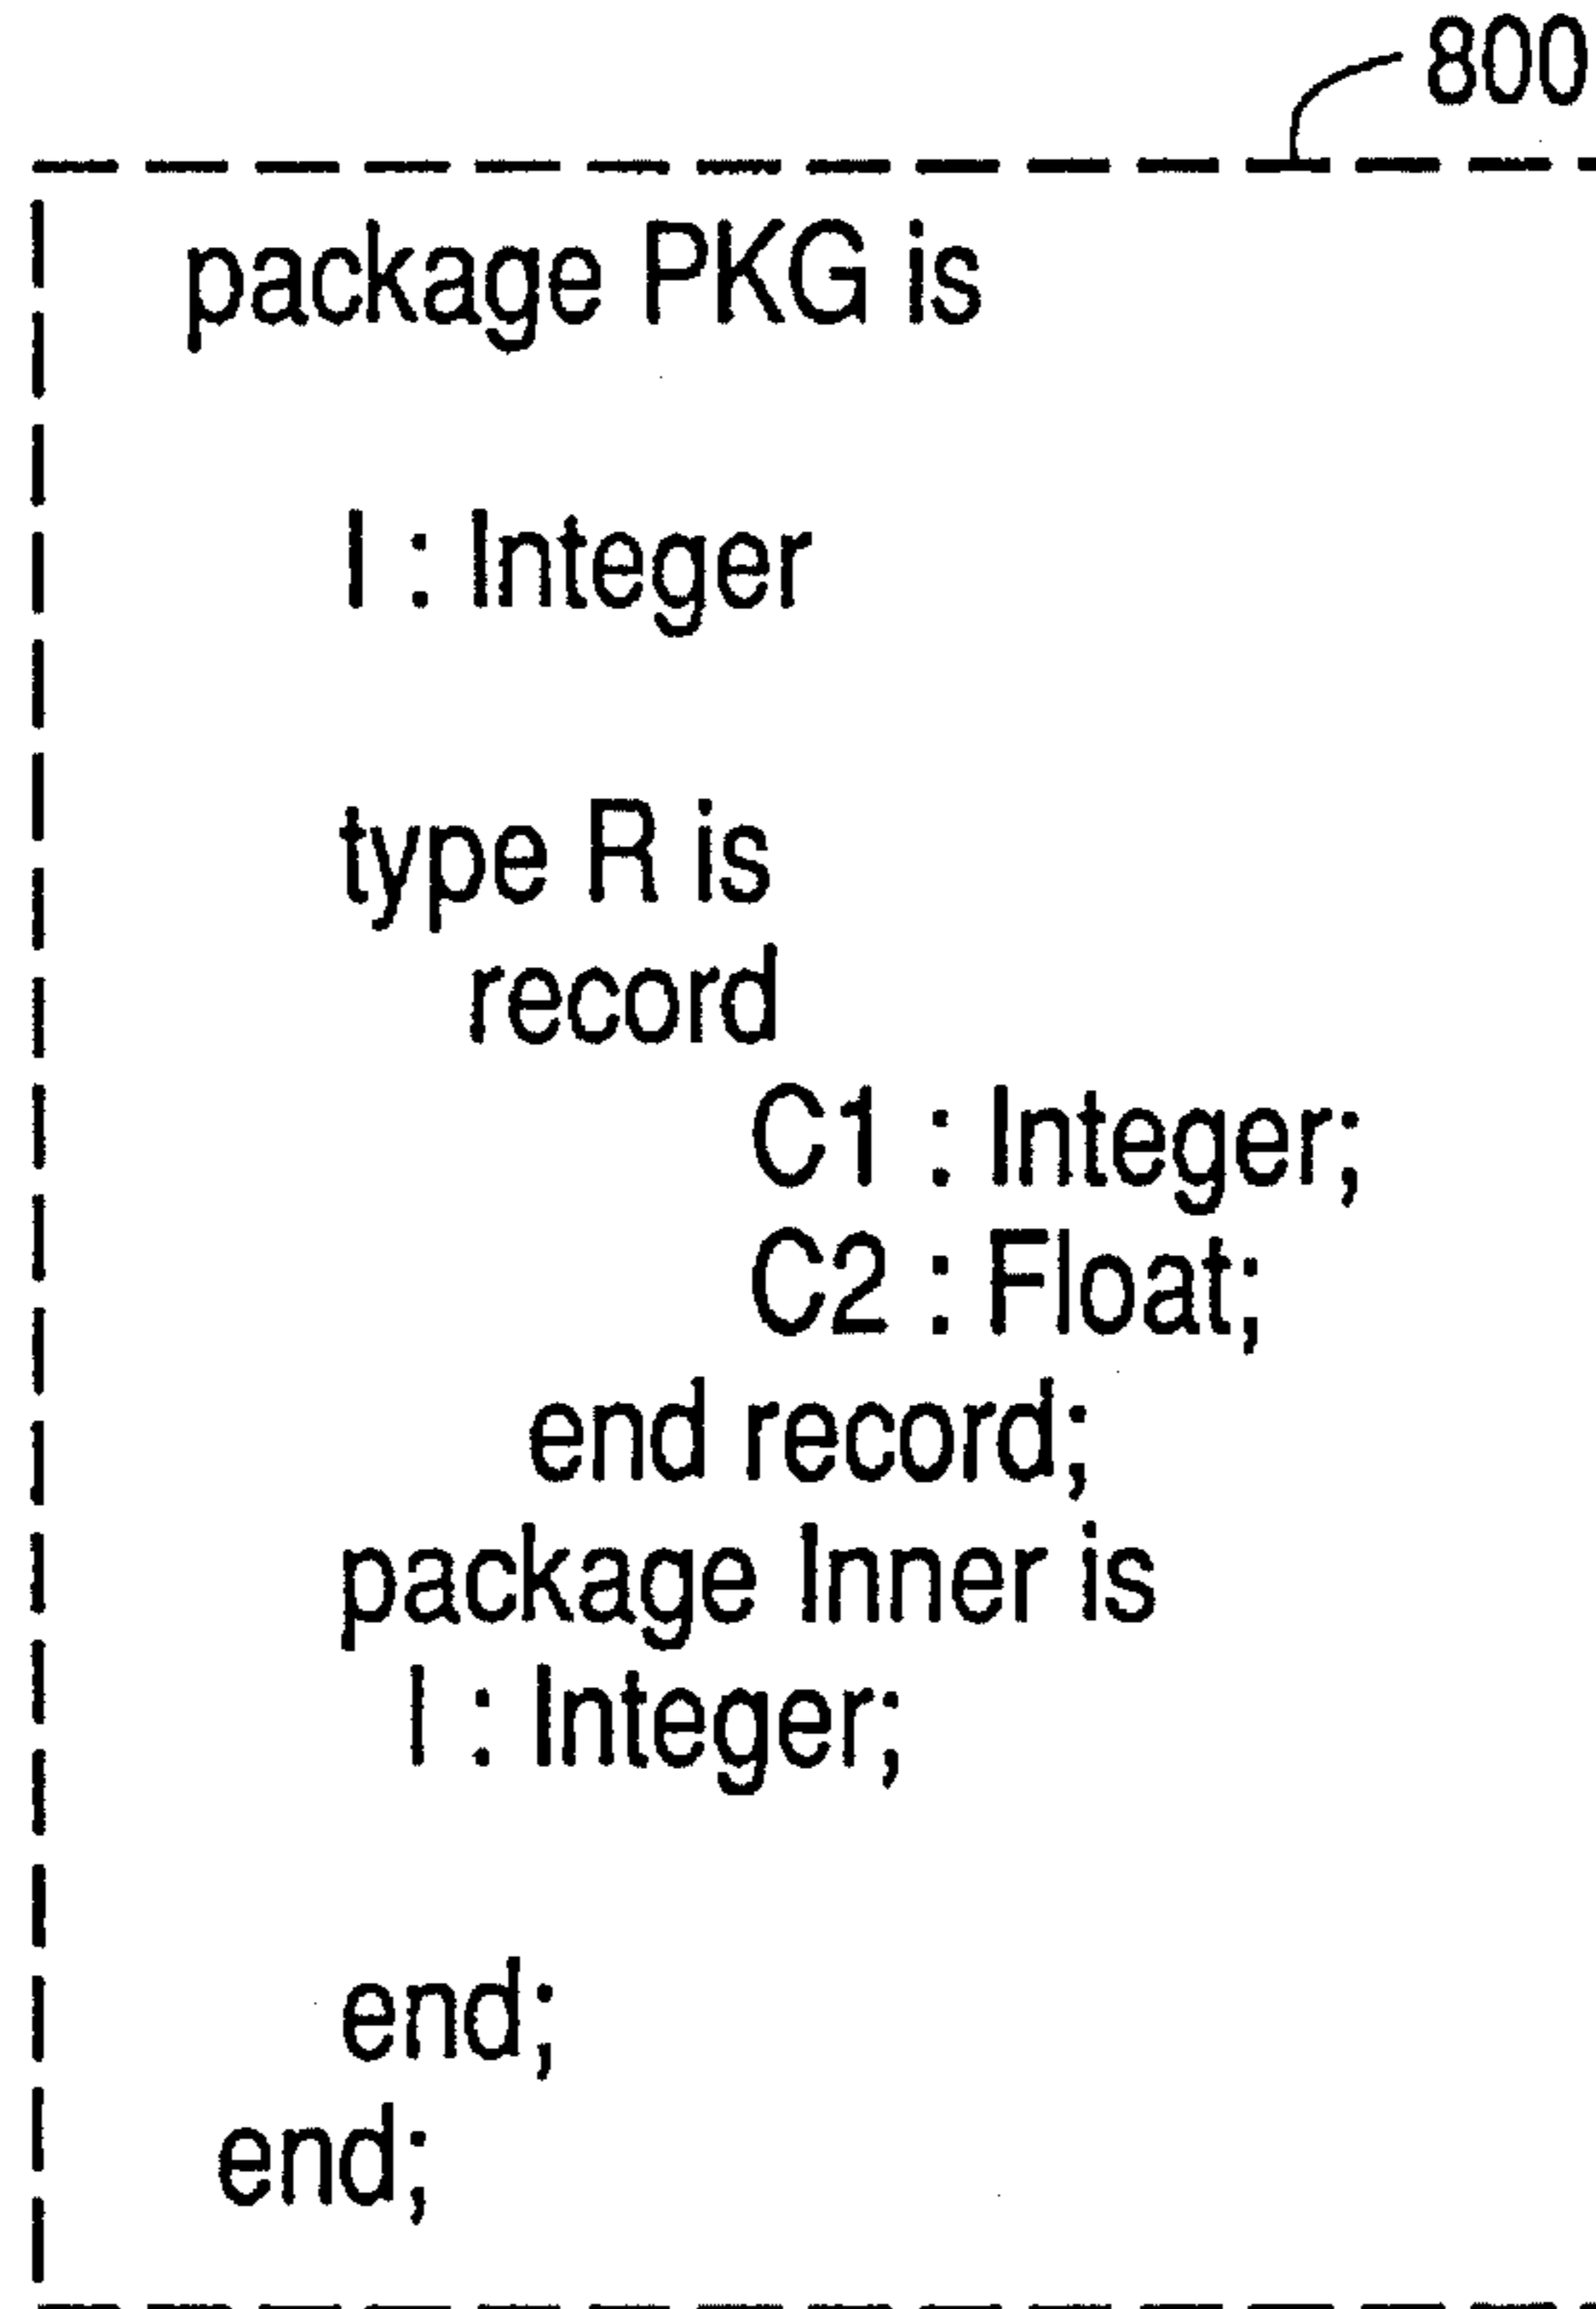 800
package PKG is
I : Integer
type R is
record
C1 : Integer;
C2 : Float;
end record;
package Inner is
I : Integer;
end;
end;